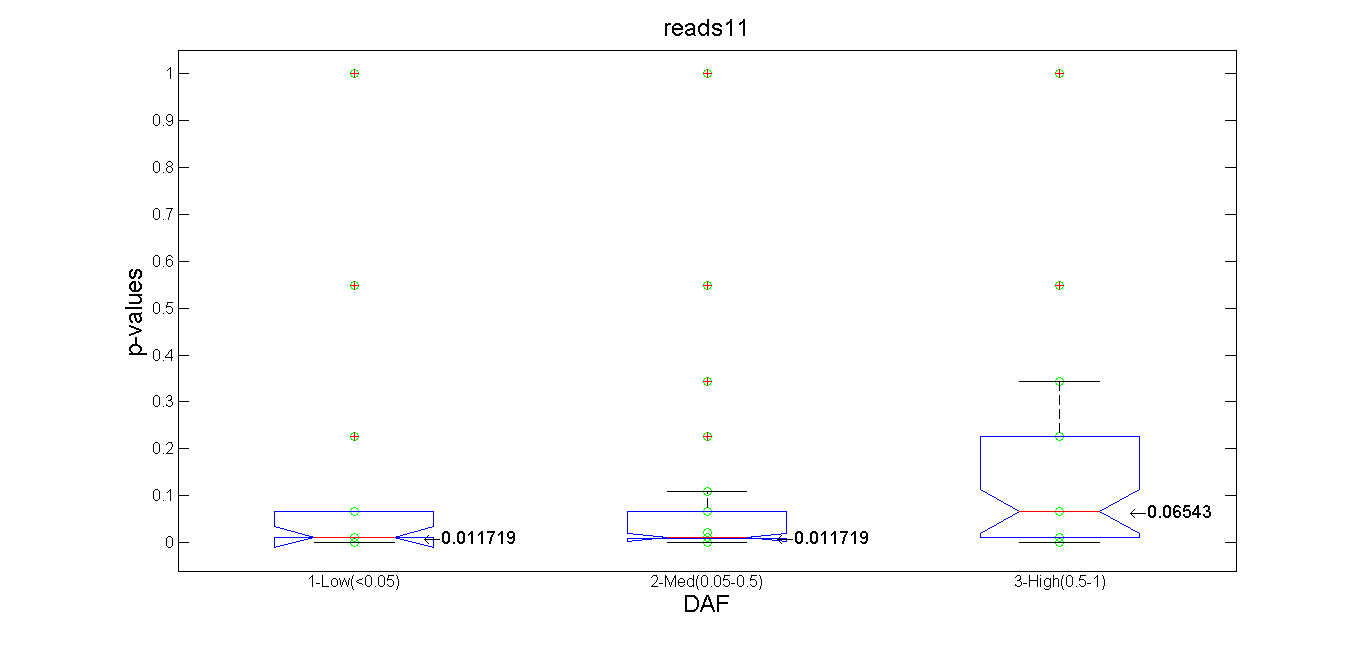 reads11
1
0.9
0.8
0.7
0.6
0.5
0.4
0.3
0.2
0.1
0
p-values
←0.011719
←0.011719
←0.06543
1-Low(<0.05)
2-Med(0.05-0.5)
3-High(0.5-1)
DAF